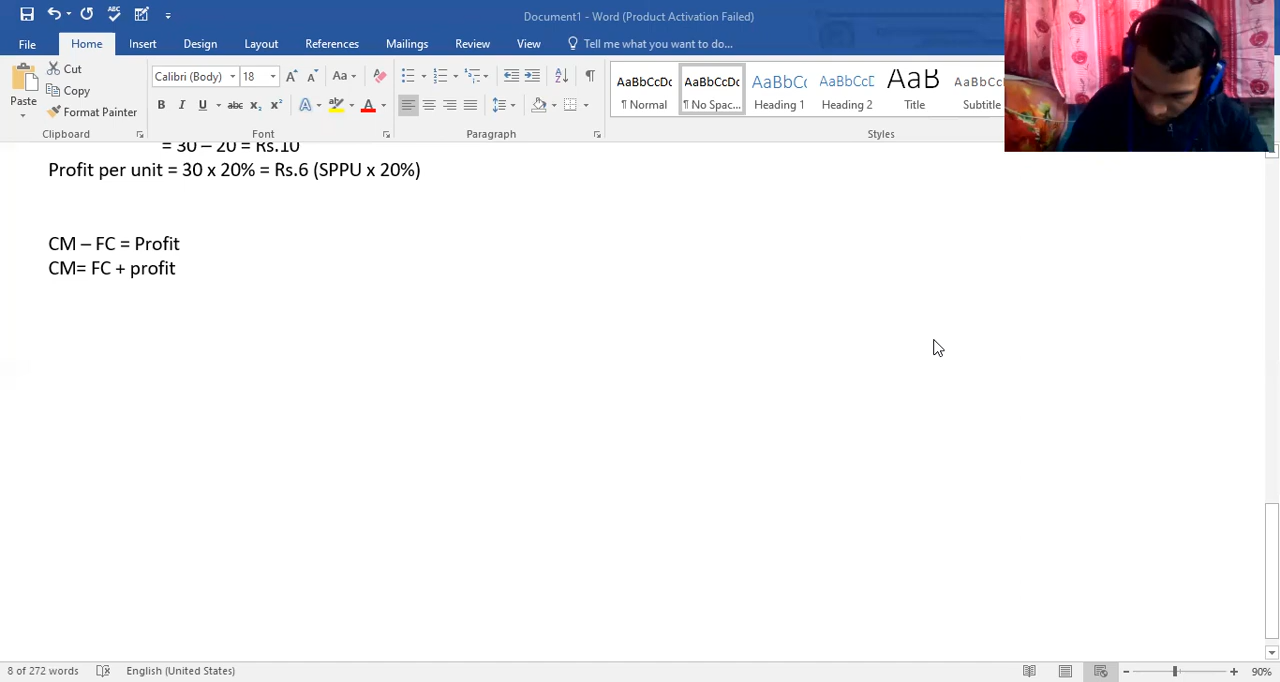 Document1 - Word (Product Activation Failed)
File Home Insert Design Layout References Mailings Review View Tell me what you want to do...
Paste
Cut
Copy
Format Painter
Clipboard
Calibri (Body) 18
Font
Paragraph
AaBbCcDc AaBbCcDc AaBbCc AaBbCcD AaB AaBbCcD
¶ Normal ¶ No Spac... Heading 1 Heading 2 Title Subtitle
Styles
= 30 – 20 = Rs.10
Profit per unit = 30 x 20% = Rs.6 (SPPU x 20%)
CM – FC = Profit
CM= FC + profit
8 of 272 words English (United States) 90%